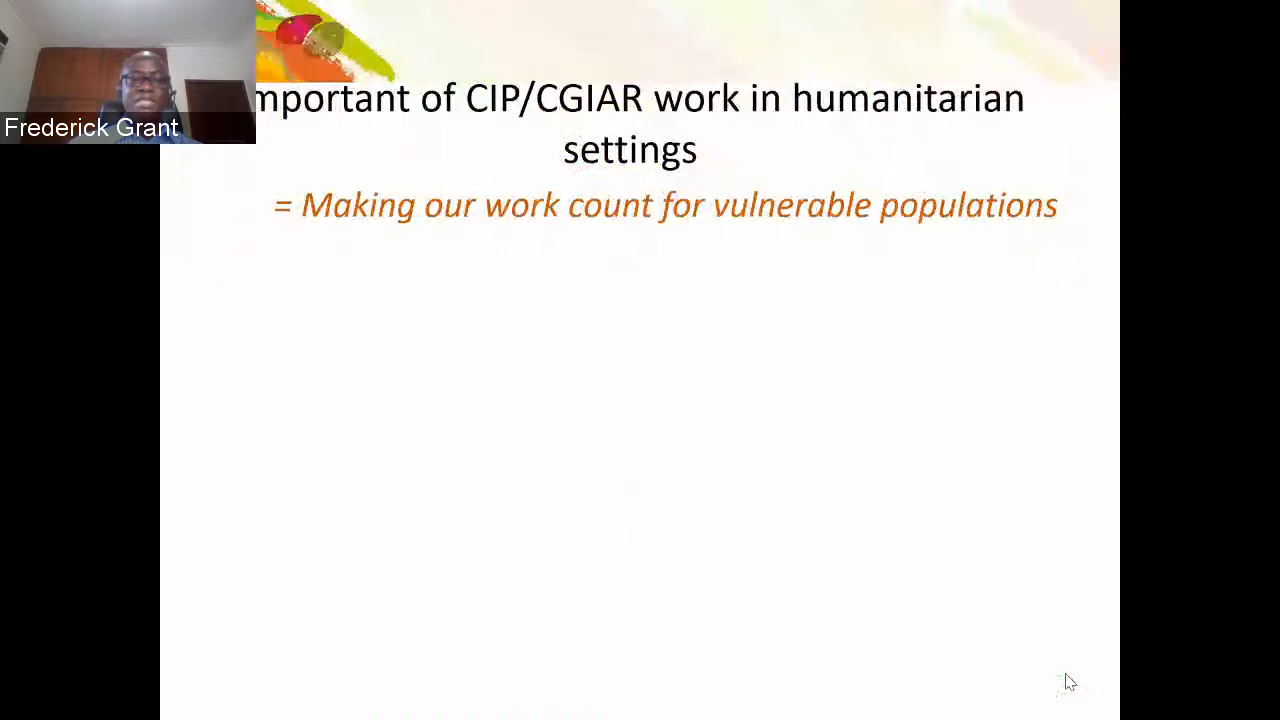 Frederick Grant
mportant of CIP/CGIAR work in humanitarian
settings
= Making our work count for vulnerable populations